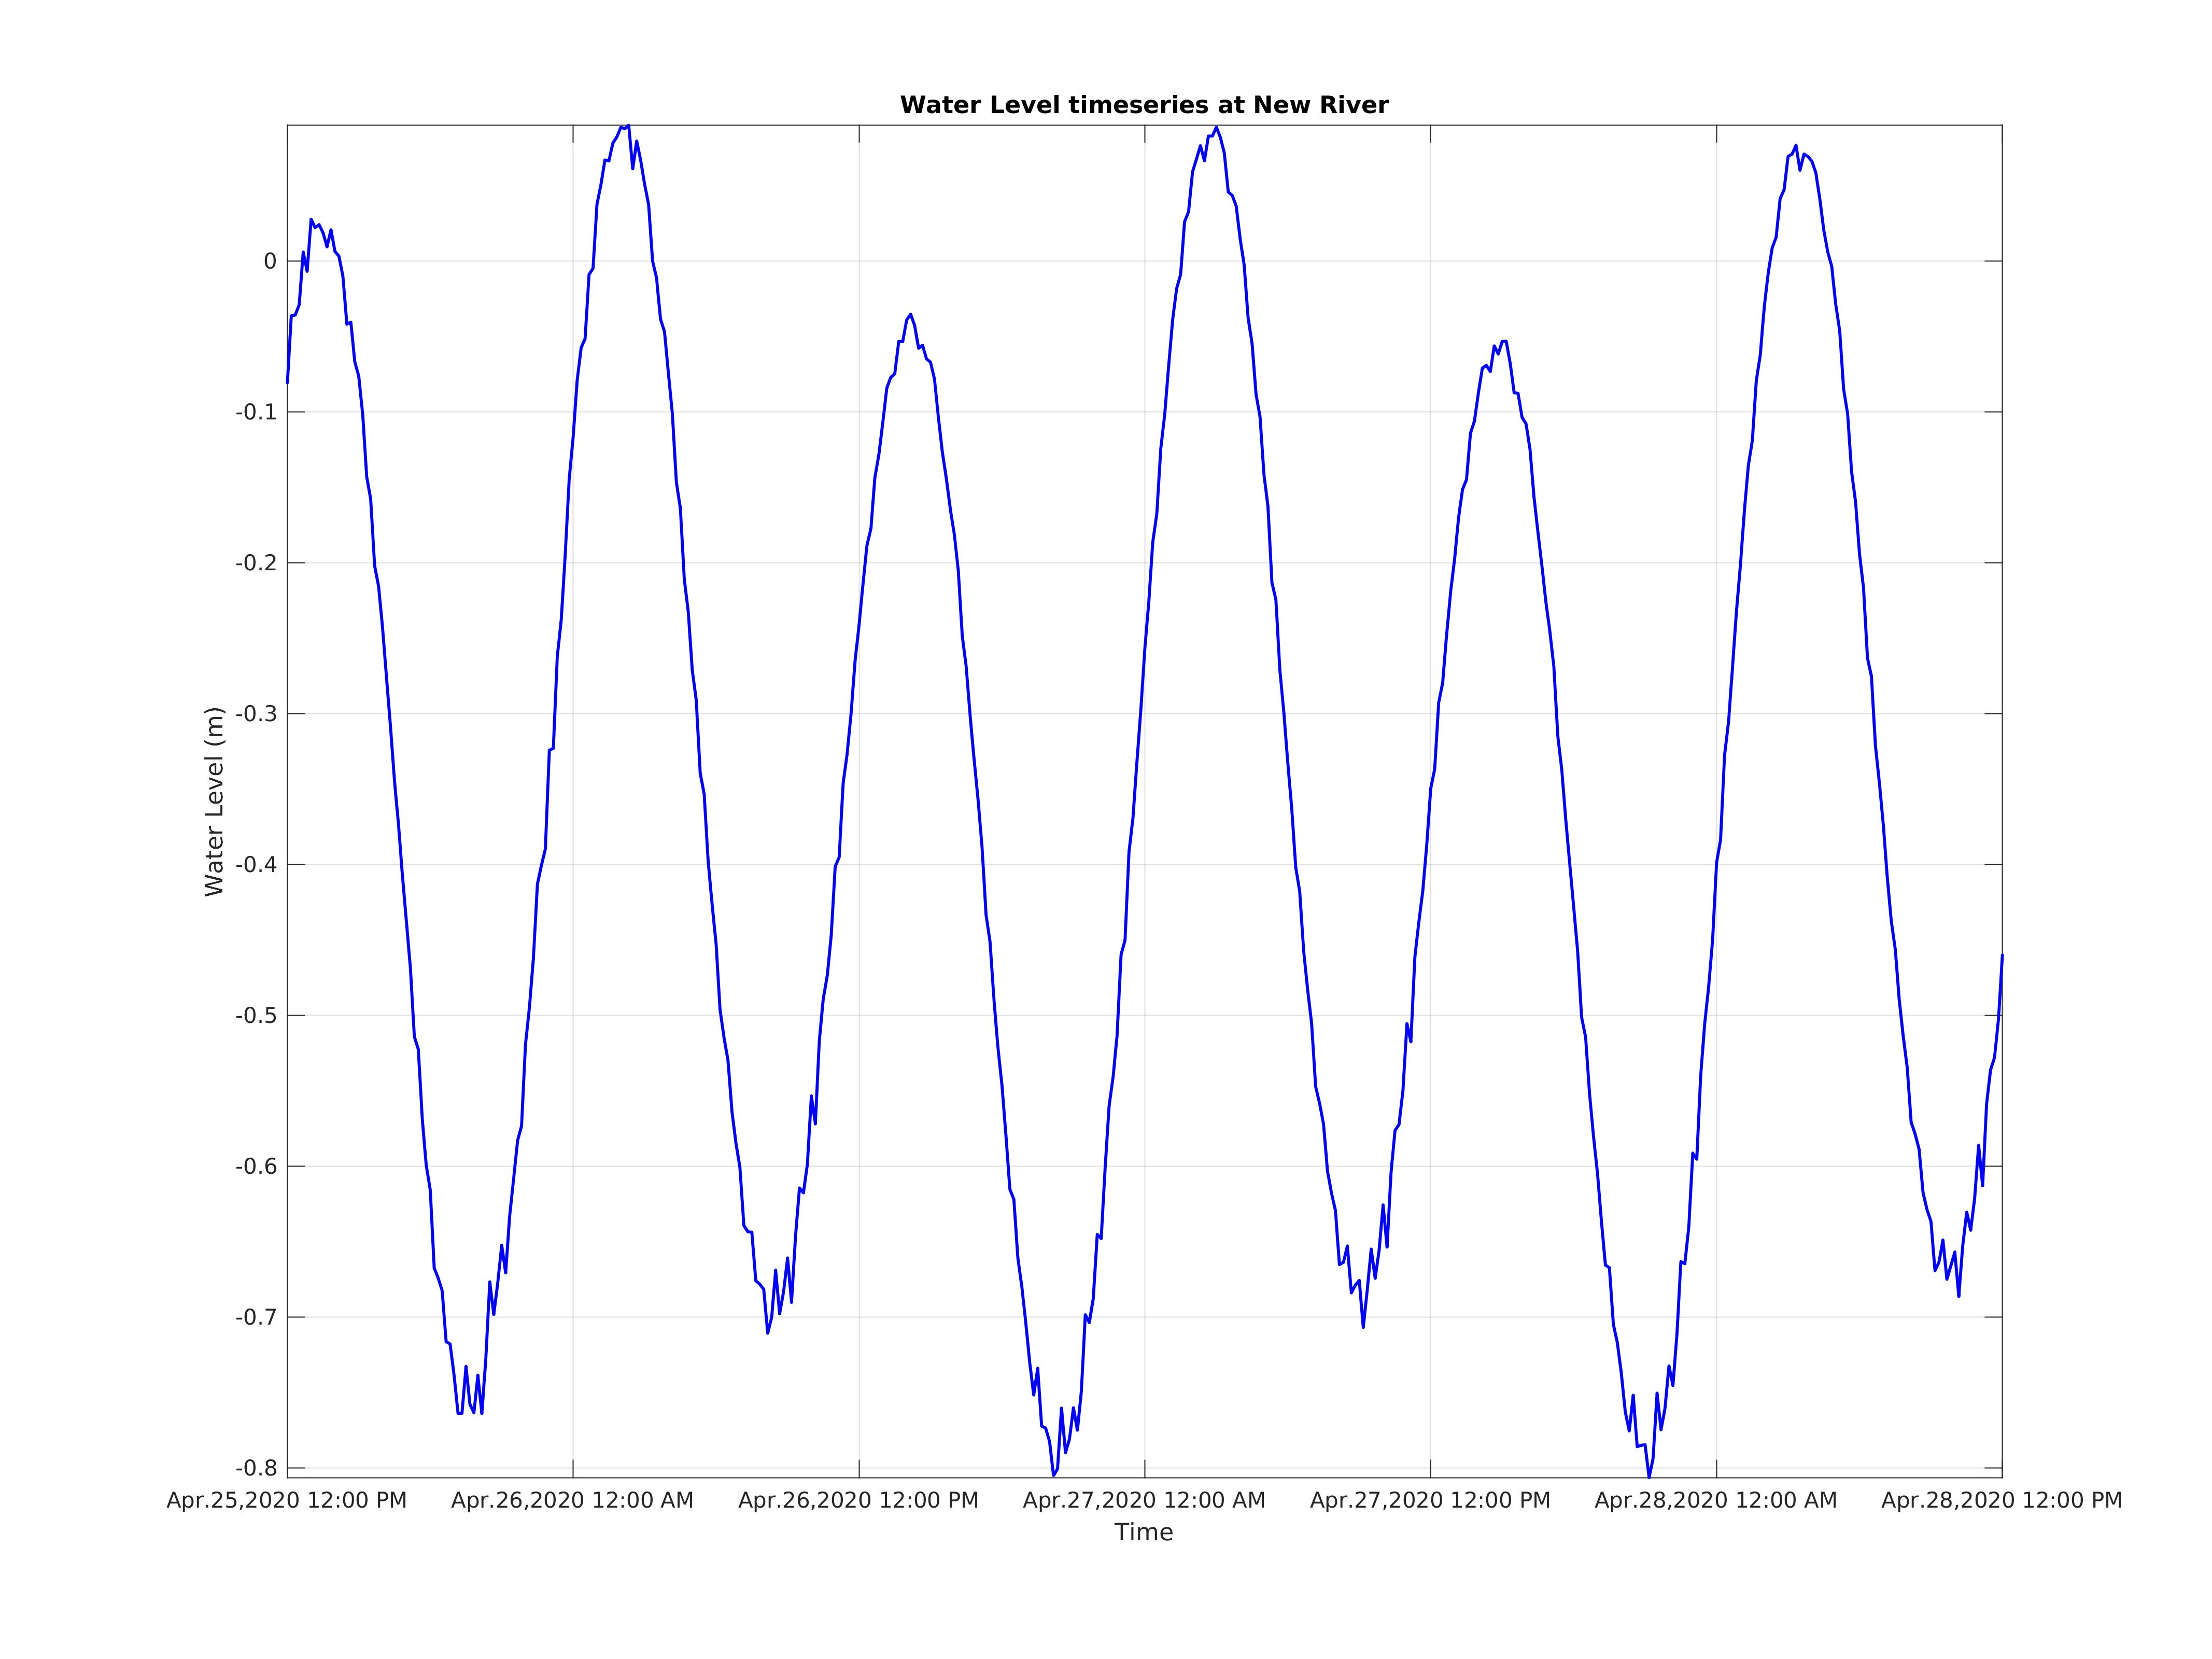 Water Level timeseries at New River
Water Level (m)
0
-0.1
-0.2
-0.3
-0.4
-0.5
-0.6
-0.7
-0.8
Apr.25,2020 12:00 PM
Apr.26,2020 12:00 AM
Apr.26,2020 12:00 PM
Apr.27,2020 12:00 AM
Apr.27,2020 12:00 PM
Apr.28,2020 12:00 AM
Apr.28,2020 12:00 PM
Time